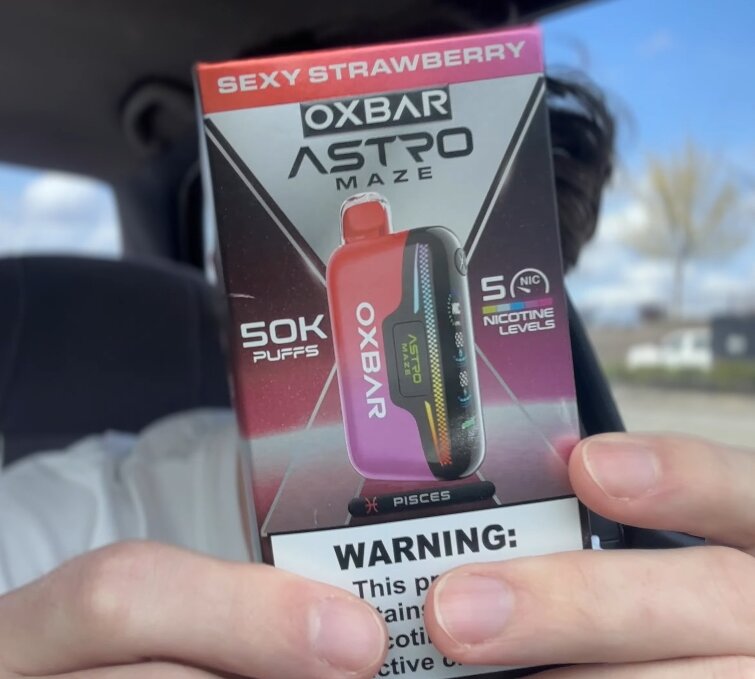 SEXY STRAWBERRY
OXBAR
ASTRO
MAZE
50K
PUFFS
5 NIC
NICOTINE
LEVELS
OXBAR
ASTRO
MAZE
PISCES
WARNING:
This